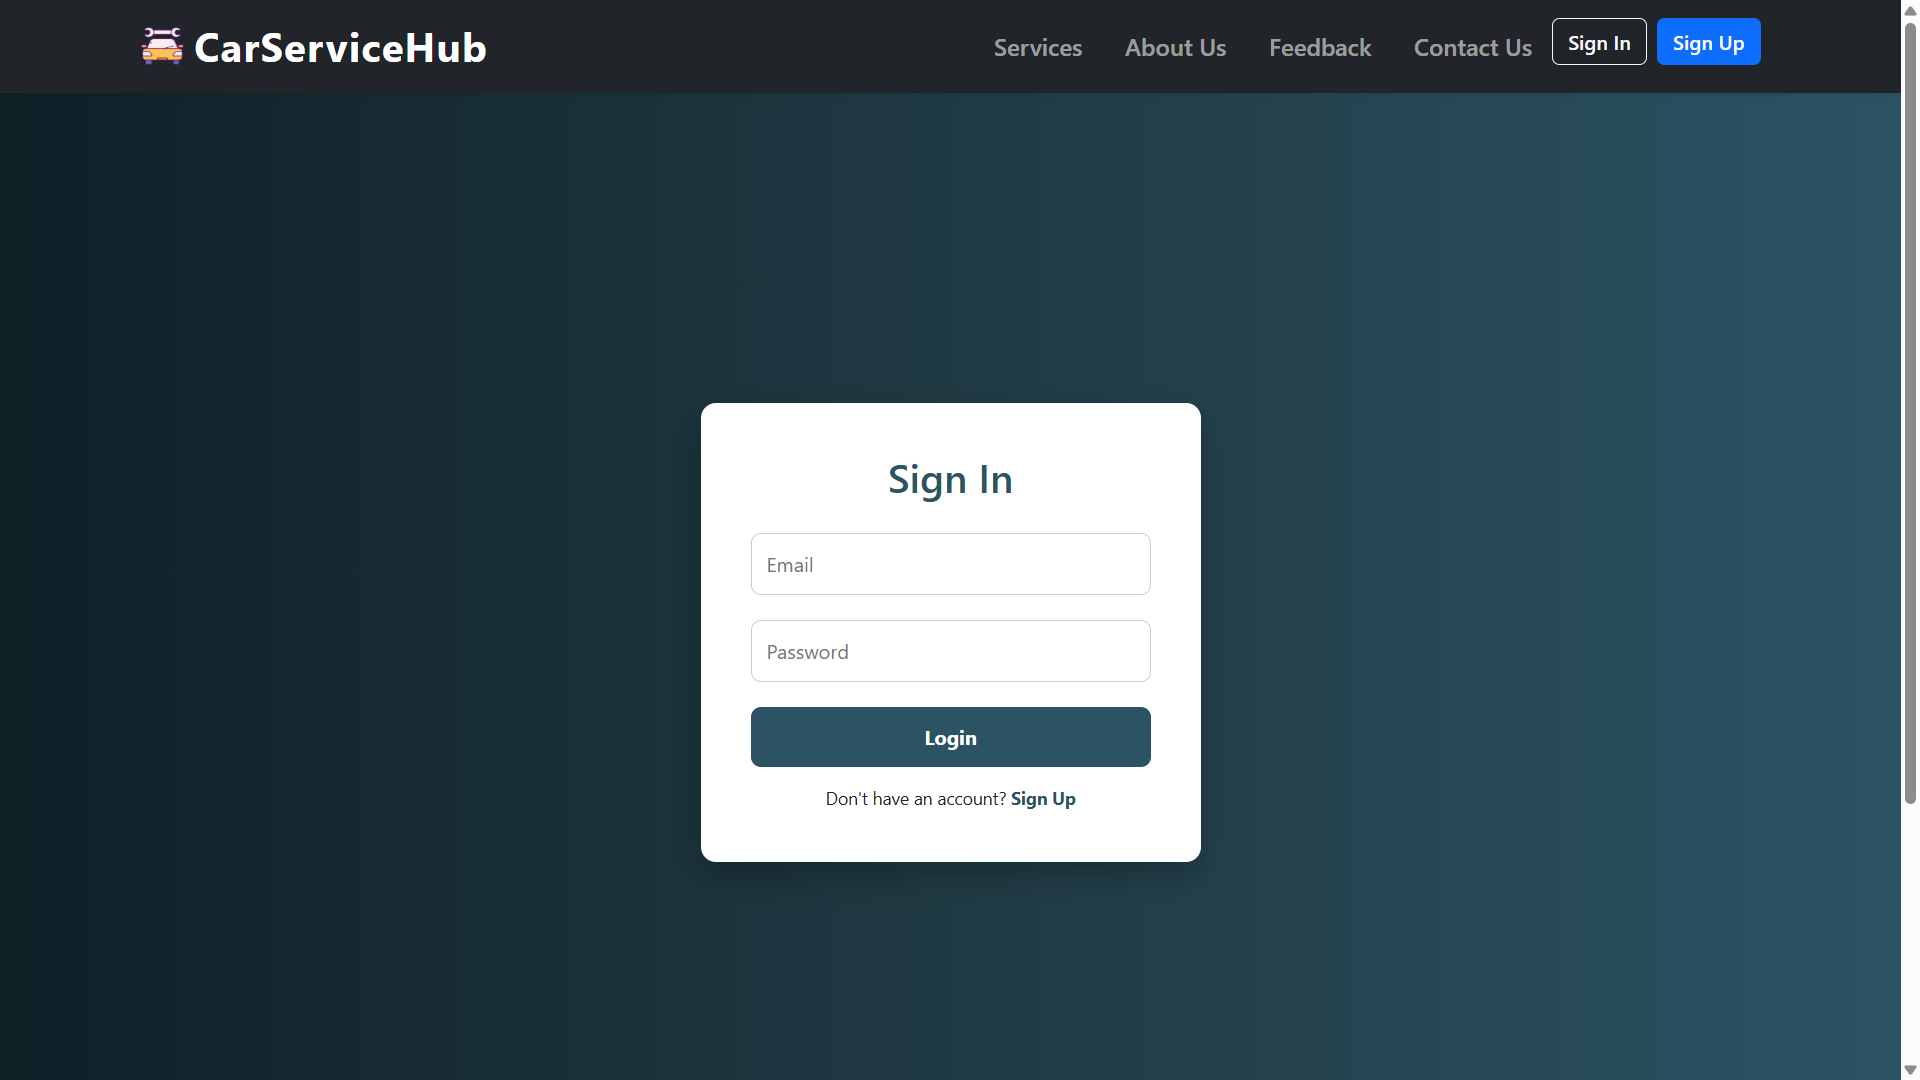 CarServiceHub
Services About Us Feedback Contact Us Sign In Sign Up
Sign In
Email
Password
Login
Don't have an account? Sign Up